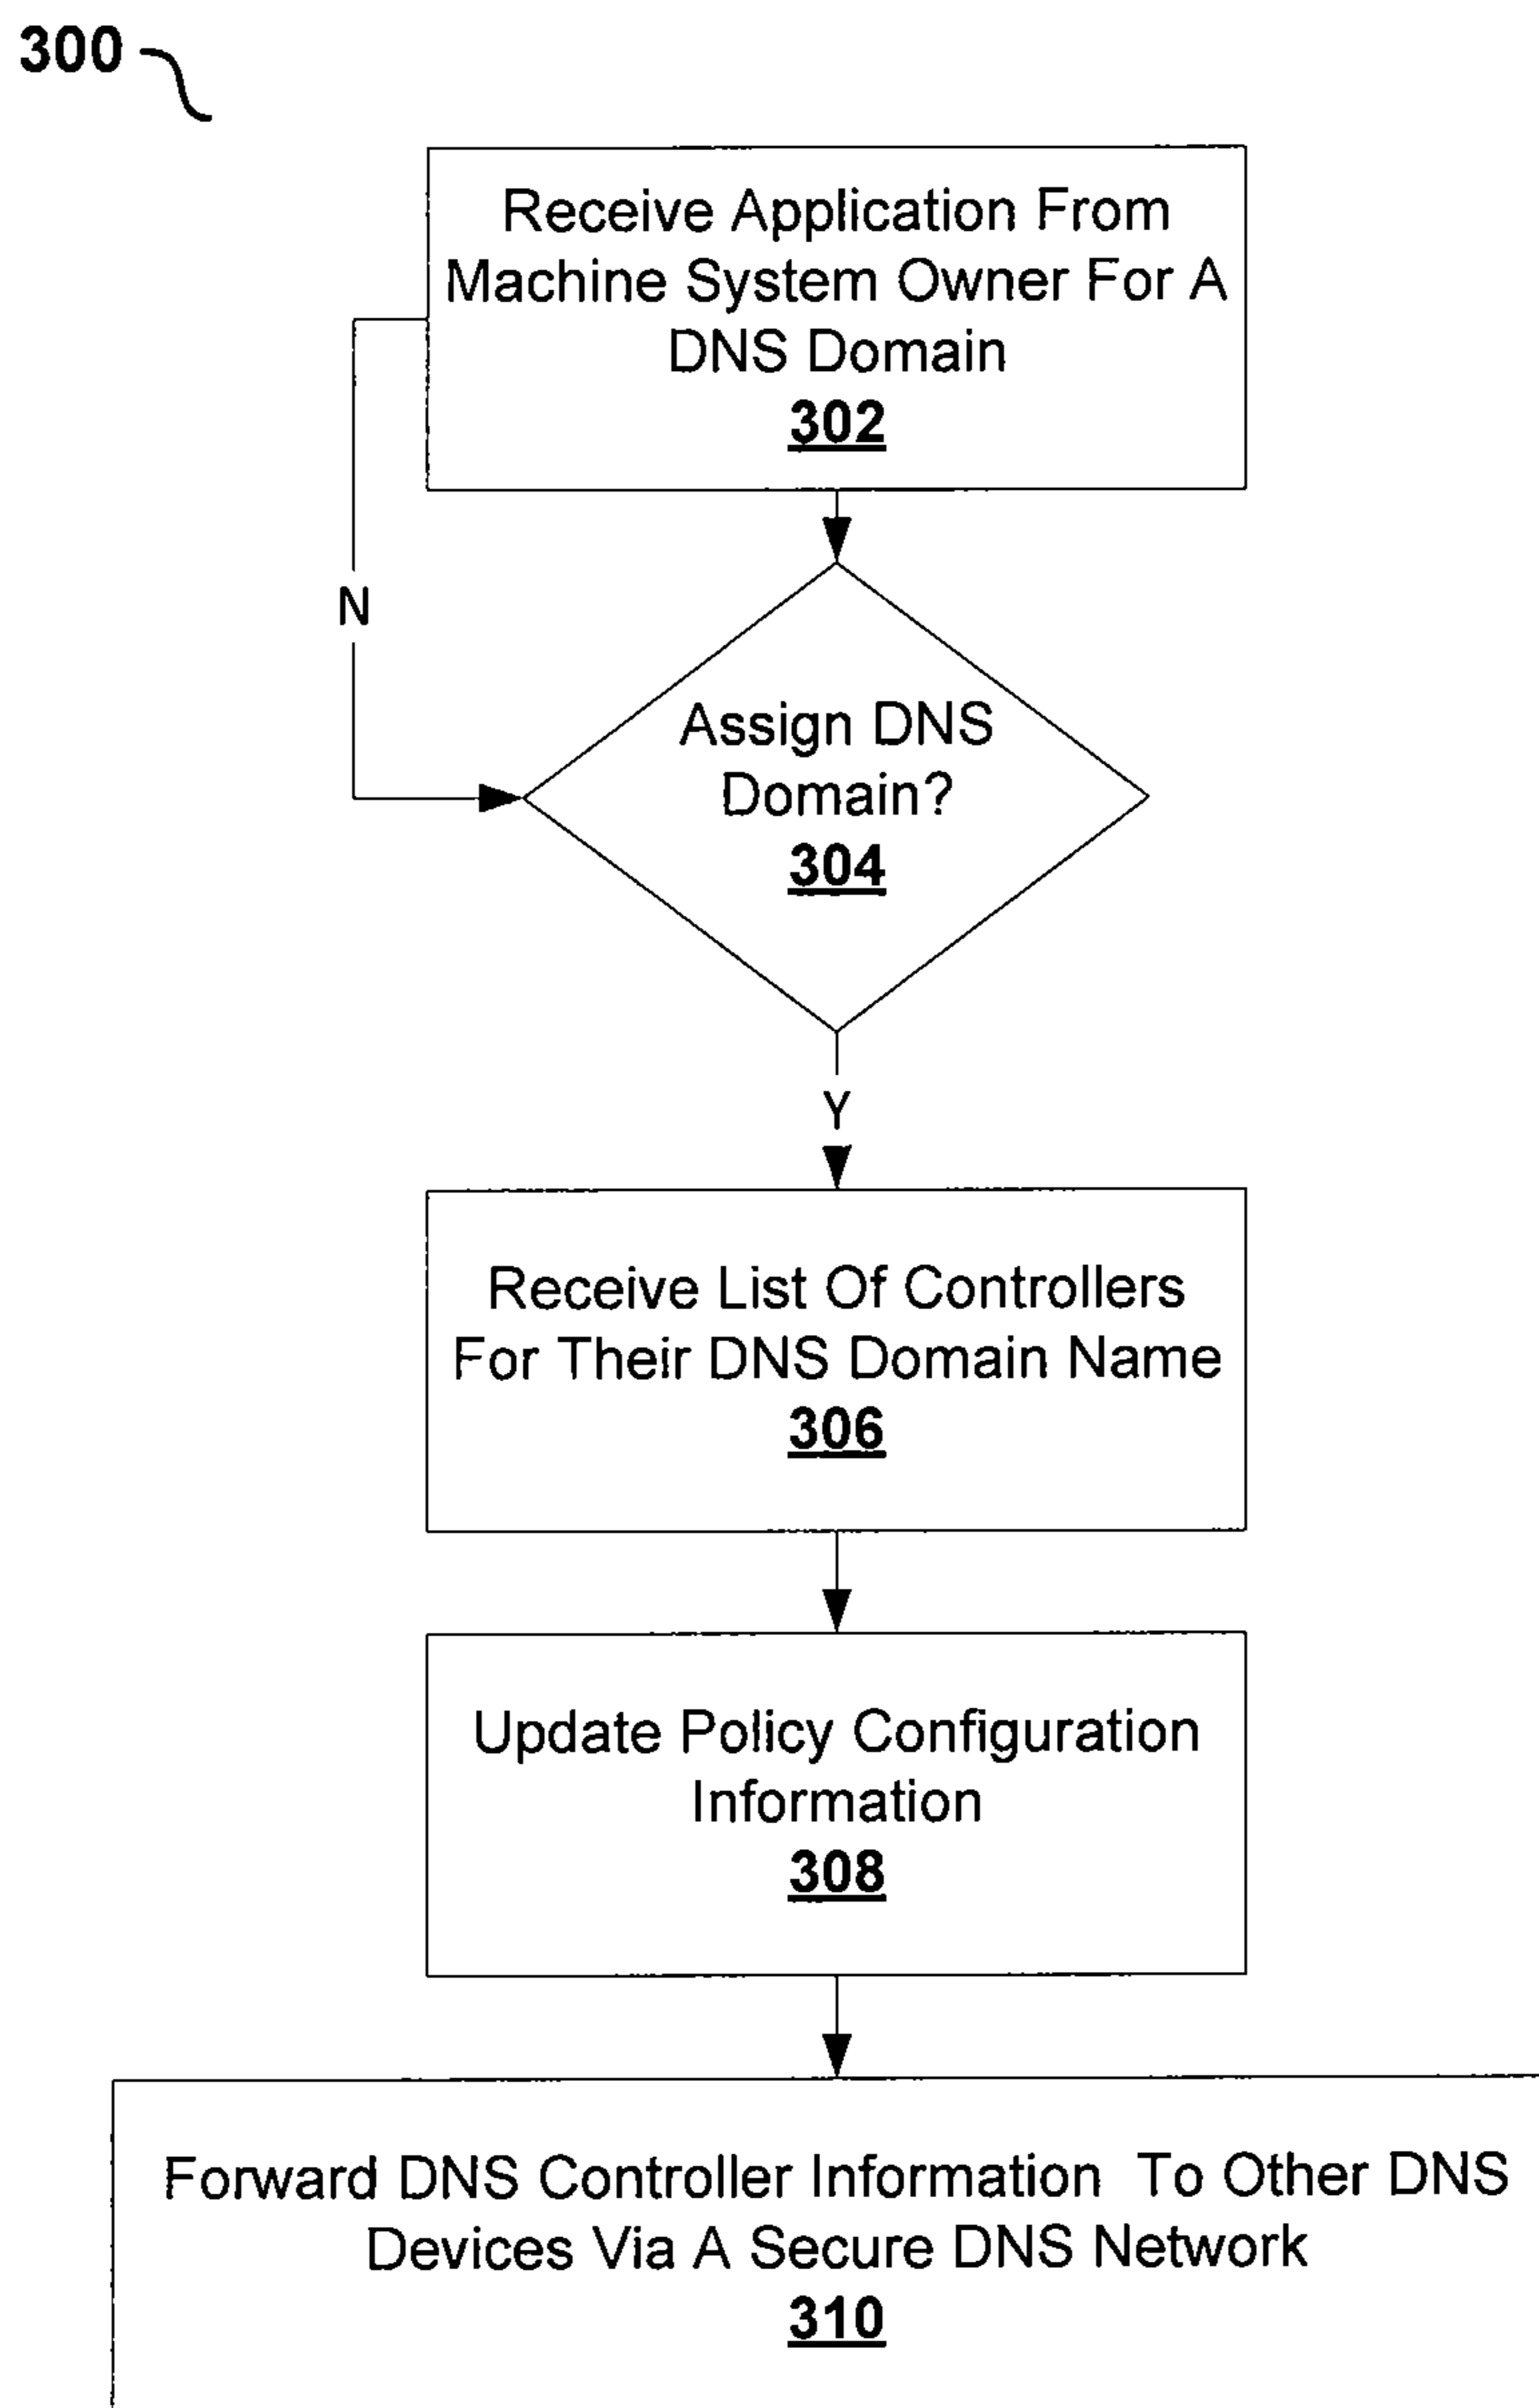 300
Receive Application From
Machine System Owner For A
DNS Domain
302
N
Assign DNS
Domain?
304
Y
Receive List Of Controllers
For Their DNS Domain Name
306
Update Policy Configuration
Information
308
Forward DNS Controller Information To Other DNS
Devices Via A Secure DNS Network
310